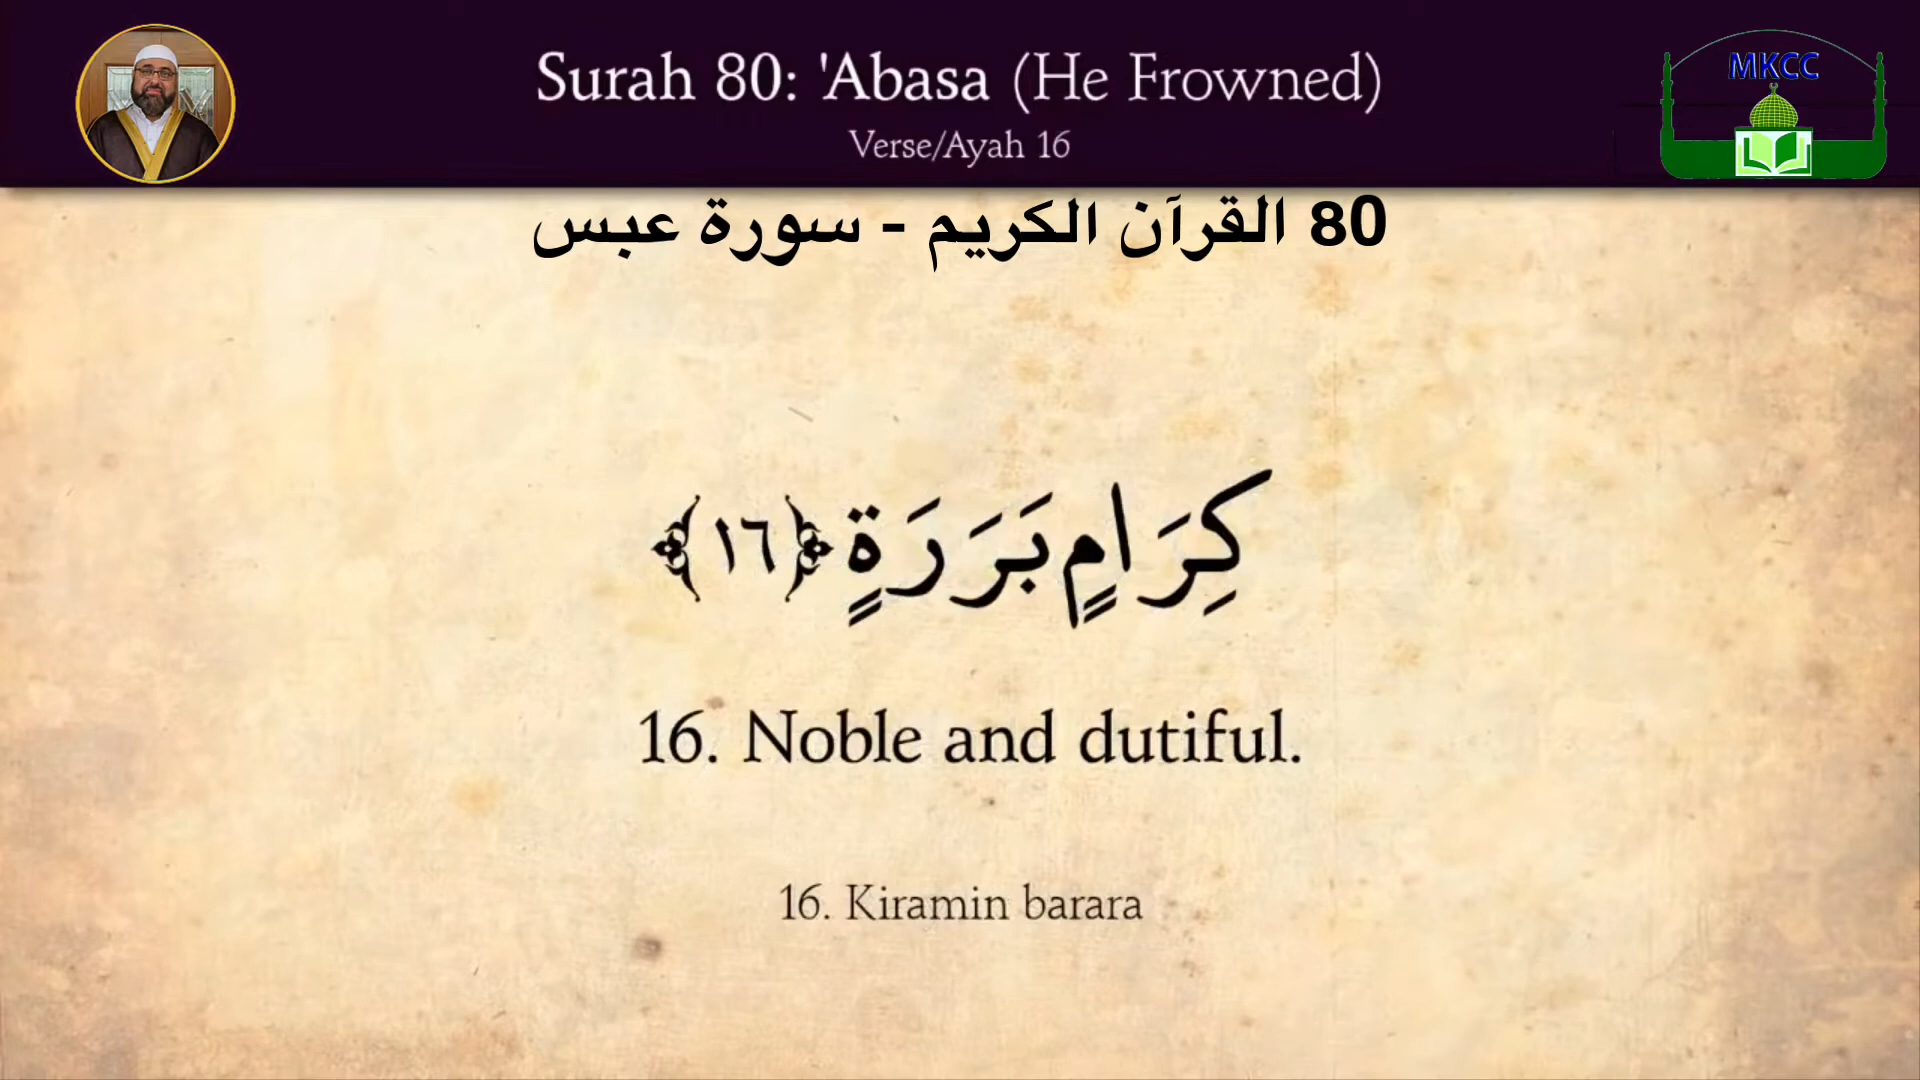 Surah 80: 'Abasa (He Frowned)
Verse/Ayah 16
MKCC
80 القرآن الكريم - سورة عبس
كِرَامٍ بَرَرَةٍ ﴿١٦﴾
16. Noble and dutiful.
16. Kiramin barara